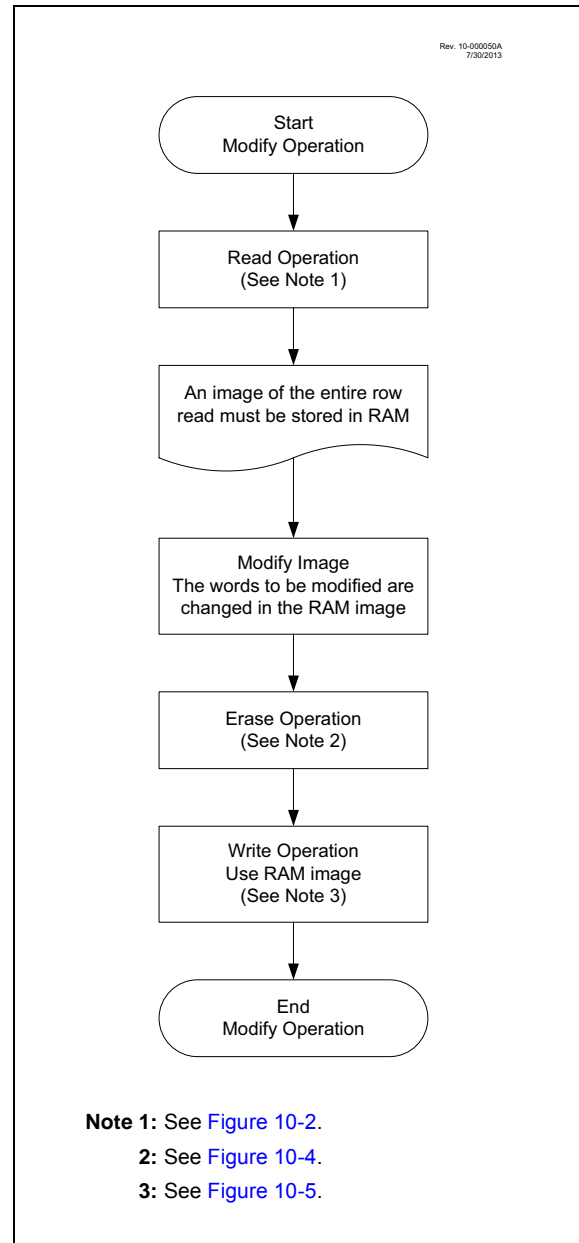 Rev. 10-000050A
7/30/2013
Start
Modify Operation
Read Operation
(See Note 1)
An image of the entire row
read must be stored in RAM
Modify Image
The words to be modified are
changed in the RAM image
Erase Operation
(See Note 2)
Write Operation
Use RAM image
(See Note 3)
End
Modify Operation
Note 1: See Figure 10-2.
2: See Figure 10-4.
3: See Figure 10-5.